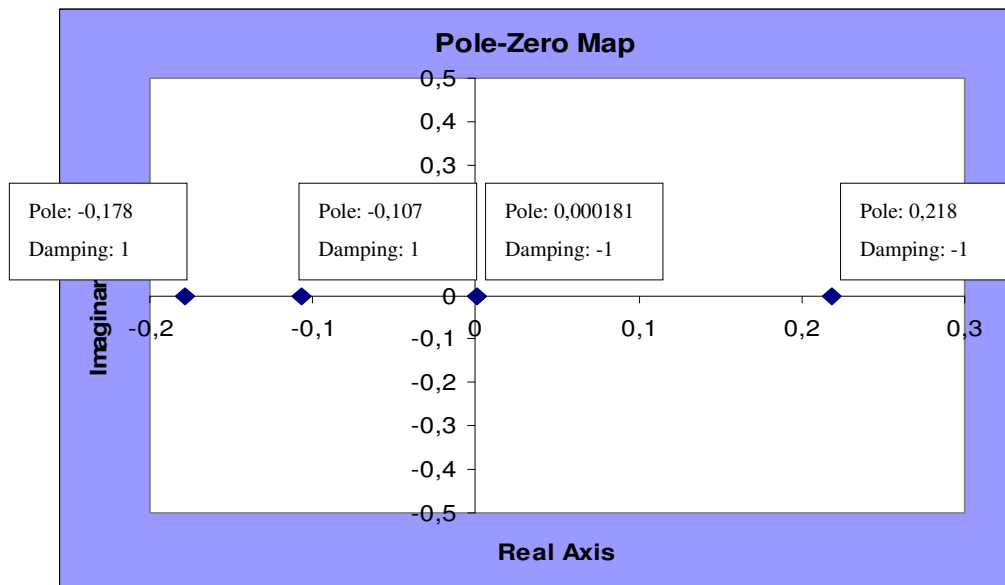 Pole-Zero Map
0,5
0,4
0,3
Pole: -0,178
Damping: 1
Pole: -0,107
Damping: 1
Pole: 0,000181
Damping: -1
Pole: 0,218
Damping: -1
0
-0,2
-0,1
0
0,1
0,2
0,3
-0,1
-0,2
-0,3
-0,4
-0,5
Real Axis